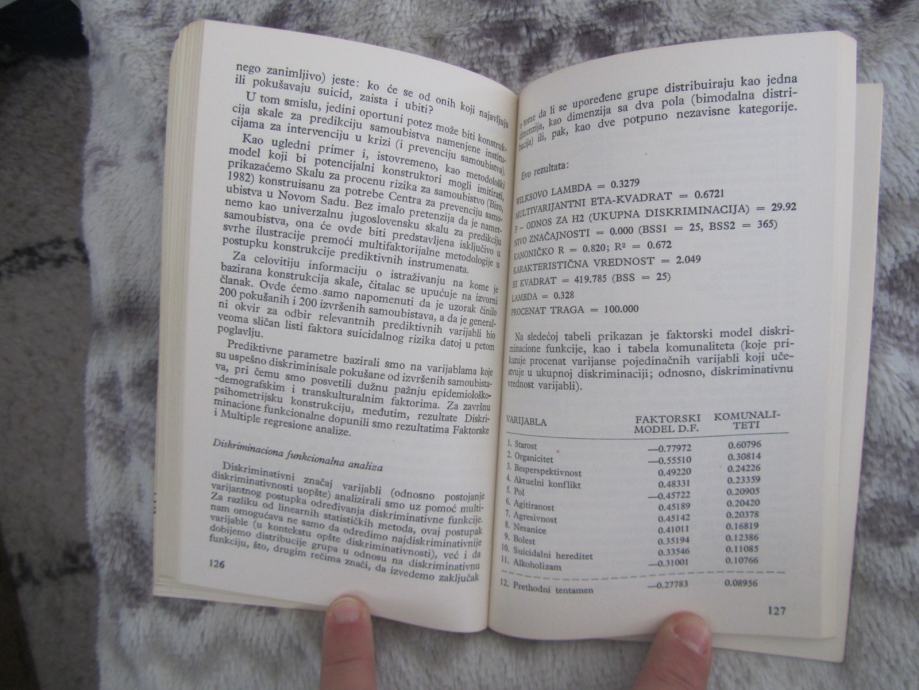 nego zanimljivo) jeste: ko će se od onih koji najavljuju
ili pokušavaju suicid, zaista i ubiti?
U tom smislu, jedini oportuni potez može biti konstruk-
cija skale za predikciju samoubistva namenjene institu-
cijama za intervenciju u krizi (i prevenciju samoubistva).
Kao ugledni primer i, istovremeno, kao metodološki
model koji bi potencijalni konstruktori mogli imitirati,
prikazaćemo Skalu za procenu rizika za samoubistvo (Biro,
1982) konstruisanu za potrebe Centra za prevenciju samo-
ubistva u Novom Sadu. Bez imalo pretenzija da je namet-
nemo kao univerzalnu jugoslovensku skalu za predikciju
samoubistva, ona će ovde biti predstavljena isključivo u
svrhe ilustracije premoći multifaktorijalne metodologije u
postupku konstrukcije prediktivnih instrumenata.
Za celovitiju informaciju o istraživanju na kome je
bazirana konstrukcija skale, čitalac se upućuje na izvorni
članak. Ovde ćemo samo napomenuti da je uzorak činilo
200 pokušanih i 200 izvršenih samoubistava, a da je general-
ni okvir za odbir relevantnih prediktivnih varijabli bio
veoma sličan listi faktora suicidalnog rizika datoj u petom
poglavlju.
Prediktivne parametre bazirali smo na varijablama koje
su uspešno diskriminisale pokušane od izvršenih samoubista-
va, pri čemu smo posvetili dužnu pažnju epidemiološko-
-demografskim i transkulturalnim faktorima. Za završnu
psihometrijsku konstrukciju, međutim, rezultate Diskri-
minacione funkcionalne dopunili smo rezultatima Faktorske
i Multiple regresione analize.
Diskriminaciona funkcionalna analiza
Diskriminativni značaj varijabli (odnosno postojanje
diskriminativnosti uopšte) analizirali smo uz pomoć multi-
varijantnog postupka određivanja diskriminativne funkcije.
Za razliku od linearnih statističkih metoda, ovaj postupak
nam omogućava ne samo da odredimo najdiskriminativnije
varijable (u kontekstu opšte diskriminativnosti), već i da
dobijemo distribucije grupa u odnosu na diskriminativnu
funkciju, što, drugim rečima znači, da izvedemo zaključak
126
o tome da li se upoređene grupe distribuiraju kao jedna
dimenzija, kao dimenzija sa dva pola (bimodalna distri-
bucija) ili, pak, kao dve potpuno nezavisne kategorije.
Evo rezultata:
WILKSOVO LAMBDA = 0.3279
MULTIVARIJANTNI ETA-KVADRAT = 0.6721
F – ODNOS ZA H2 (UKUPNA DISKRIMINACIJA) = 29.92
NIVO ZNAČAJNOSTI = 0.000 (BSS1 = 25, BSS2 = 365)
KANONIČKO R = 0.820; R² = 0.672
KARAKTERISTIČNA VREDNOST = 2.049
HI KVADRAT = 419.785 (BSS = 25)
LAMBDA = 0.328
PROCENAT TRAGA = 100.000
Na sledećoj tabeli prikazan je faktorski model diskri-
minacione funkcije, kao i tabela komunaliteta (koje pri-
kazuje procenat varijanse pojedinačnih varijabli koji uče-
stvuje u ukupnoj diskriminaciji; odnosno, diskriminativnu
vrednost varijabli).
VARIJABLA FAKTORSKI KOMUNALI-
MODEL D.F. TETI
1. Starost —0.77972 0.60796
2. Organicitet —0.55510 0.30814
3. Besperspektivnost 0.49220 0.24226
4. Aktuelni konflikt 0.48331 0.23359
5. Pol —0.45722 0.20905
6. Agitiranost 0.45189 0.20420
7. Agresivnost 0.45142 0.20378
8. Nesanice 0.41011 0.16819
9. Bolest 0.35194 0.12386
10. Suicidalni hereditet 0.33546 0.11085
11. Alkoholizam —0.31001 0.10766
12. Prethodni tentamen —0.27783 0.08956
127